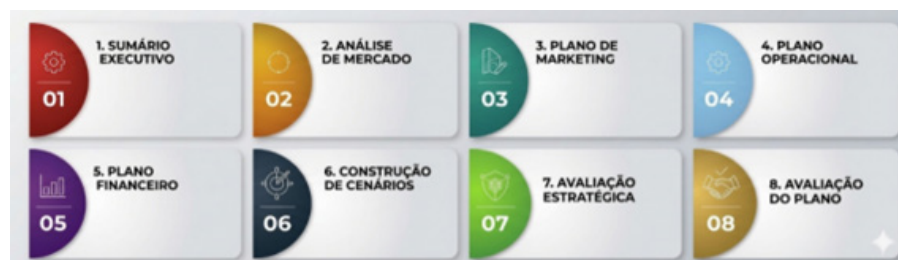 1. SUMÁRIO
EXECUTIVO
01
2. ANÁLISE
DE MERCADO
02
3. PLANO DE
MARKETING
03
4. PLANO
OPERACIONAL
04
5. PLANO
FINANCEIRO
05
6. CONSTRUÇÃO
DE CENÁRIOS
06
7. AVALIAÇÃO
ESTRATÉGICA
07
8. AVALIAÇÃO
DO PLANO
08